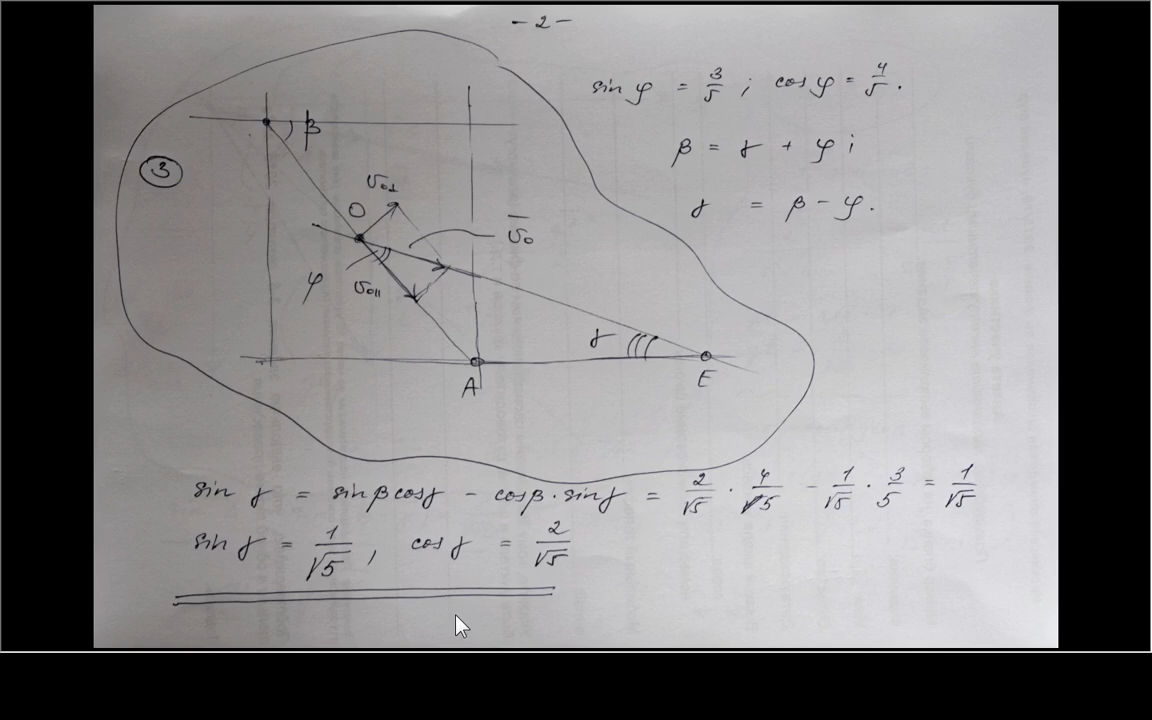 - 2 -
sin φ = 3/5 ; cos φ = 4/5 .
β = γ + φ ;
γ = β - φ .
3
β
O
υ₀⊥
υ₀
φ
υ₀||
γ
A
E
sin γ = sin β cos γ - cos β · sin γ = 2/√5 · 4/√5 - 1/√5 · 3/5 = 1/√5
sin γ = 1/√5 , cos γ = 2/√5